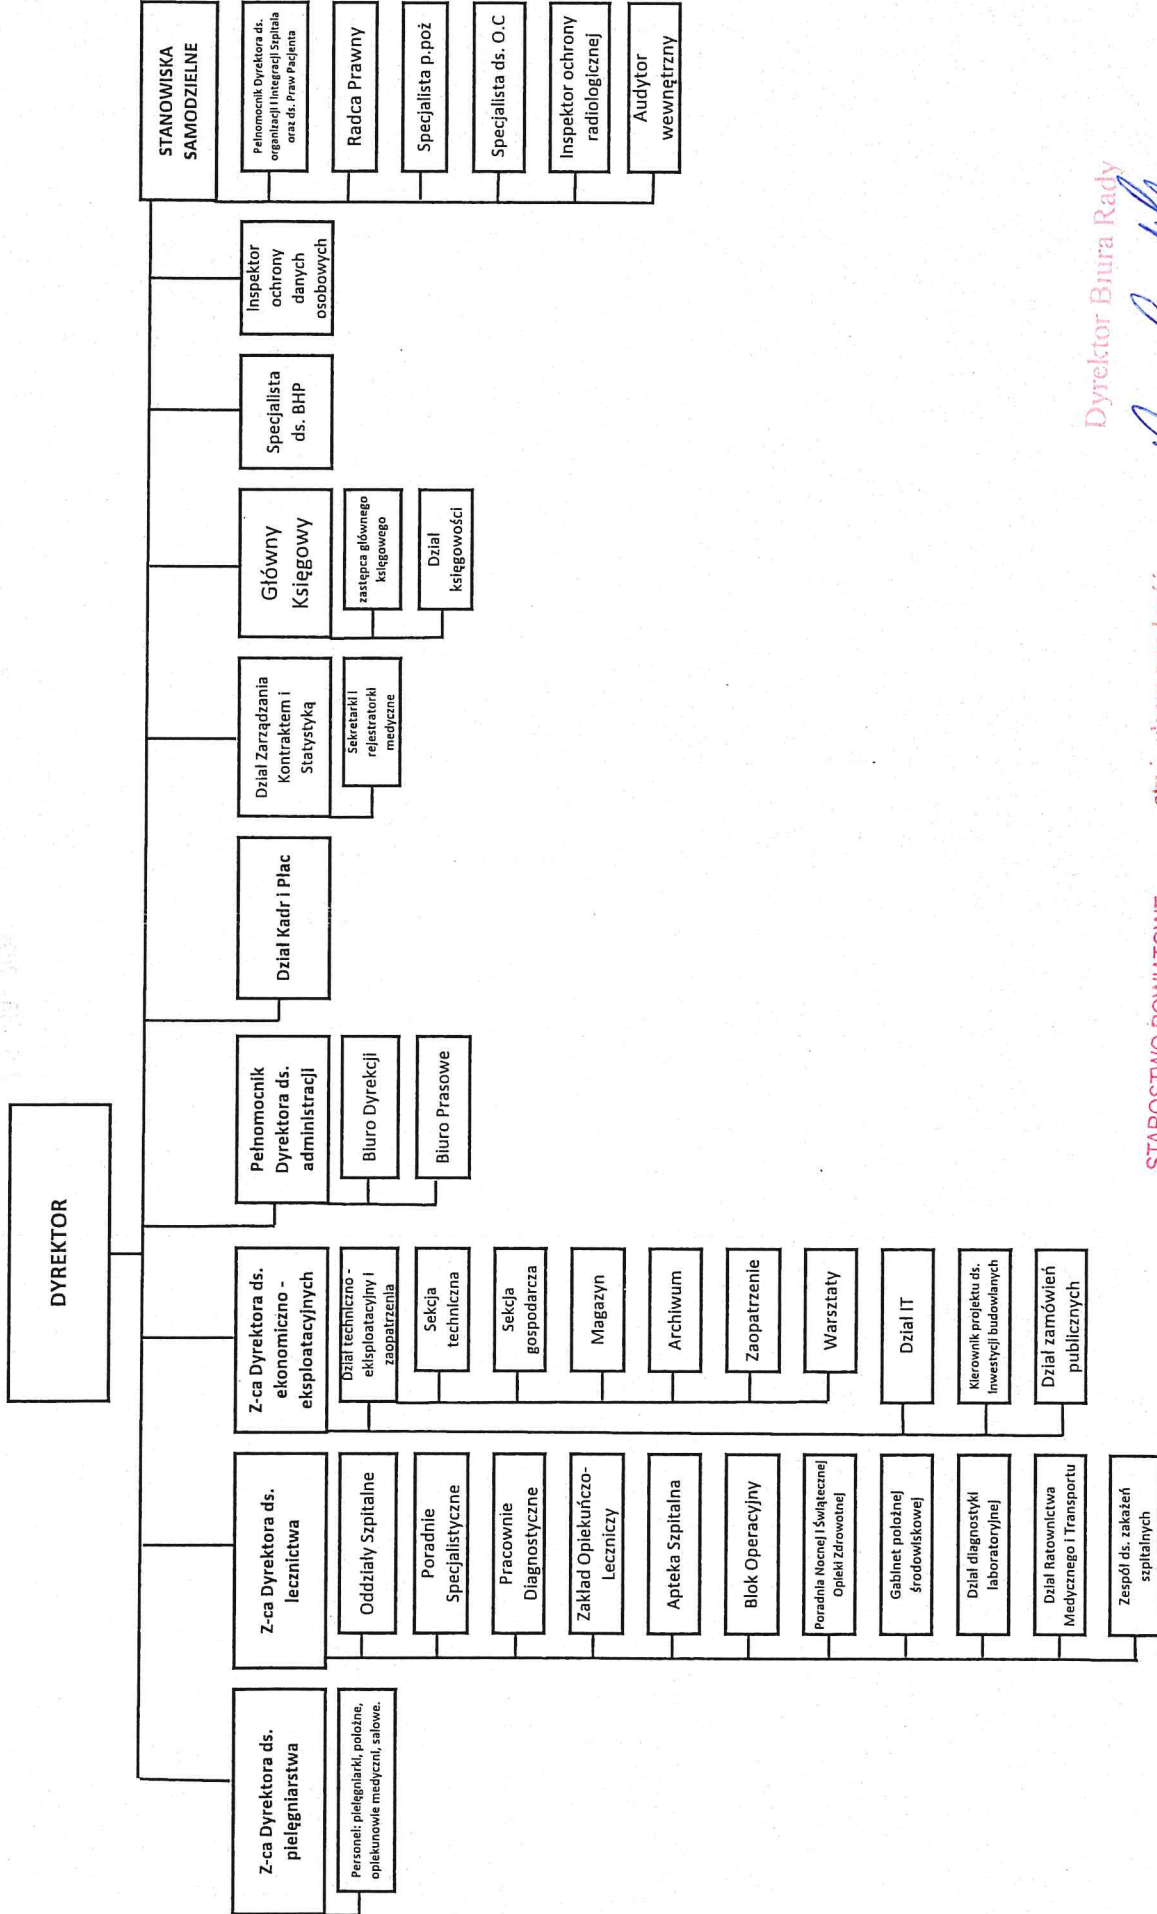 DYREKTOR
Z-ca Dyrektora ds.
pielęgniarstwa
Personel: pielęgniarki, położne,
opiekunowie medyczni, salowe.
Z-ca Dyrektora ds.
lecznictwa
Oddziały Szpitalne
Poradnie
Specjalistyczne
Pracownie
Diagnostyczne
Zakład Opiekuńczo-
Leczniczy
Apteka Szpitalna
Blok Operacyjny
Poradnia Nocnej i Świątecznej
Opieki Zdrowotnej
Gabinet położnej
środowiskowej
Dział diagnostyki
laboratoryjnej
Dział Ratownictwa
Medycznego i Transportu
Zespół ds. zakażeń
szpitalnych
Z-ca Dyrektora ds.
ekonomiczno -
eksploatacyjnych
Dział techniczno -
eklsploatacyjny i
zaopatrzenia
Sekcja
techniczna
Sekcja
gospodarcza
Magazyn
Archiwum
Zaopatrzenie
Warsztaty
Dział IT
Kierownik projektu ds.
Inwestycji budowlanych
Dział zamówień
publicznych
Pełnomocnik
Dyrektora ds.
administracji
Biuro Dyrekcji
Biuro Prasowe
Dział Kadr i Płac
Dział Zarządzania
Kontraktem i
Statystyką
Sekretarki i
rejestratorki
medyczne
Główny
Księgowy
zastępca głównego
księgowego
Dział
księgowości
Specjalista
ds. BHP
Inspektor
ochrony
danych
osobowych
STANOWISKA
SAMODZIELNE
Pełnomocnik Dyrektora ds.
organizacji i Integracji Szpitala
oraz ds. Praw Pacjenta
Radca Prawny
Specjalista p.poż
Specjalista ds. O.C
Inspektor ochrony
radiologicznej
Audytor
wewnętrzny
Dyrektor Biura Rady
STAROSTWO POWIATOWE